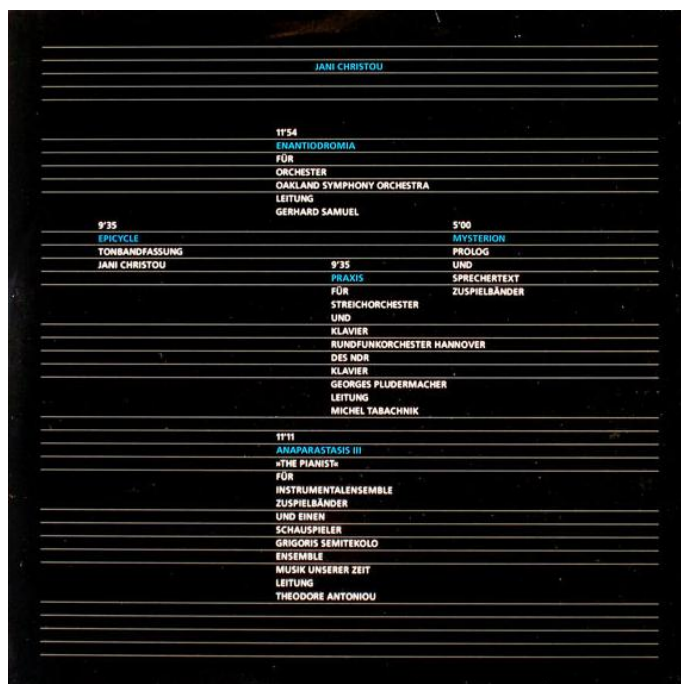 JANI CHRISTOU
11'54
ENANTIODROMIA
FÜR
ORCHESTER
OAKLAND SYMPHONY ORCHESTRA
LEITUNG
GERHARD SAMUEL
9'35
EPICYCLE
TONBANDFASSUNG
JANI CHRISTOU
5'00
MYSTERION
PROLOG
UND
SPRECHERTEXT
ZUSPIELBÄNDER
9'35
PRAXIS
FÜR
STREICHORCHESTER
UND
KLAVIER
RUNDFUNKORCHESTER HANNOVER
DES NDR
KLAVIER
GEORGES PLUDERMACHER
LEITUNG
MICHEL TABACHNIK
11'11
ANAPARASTASIS III
»THE PIANIST«
FÜR
INSTRUMENTALENSEMBLE
ZUSPIELBÄNDER
UND EINEN
SCHAUSPIELER
GRIGORIS SEMITEKOLO
ENSEMBLE
MUSIK UNSERER ZEIT
LEITUNG
THEODORE ANTONIOU